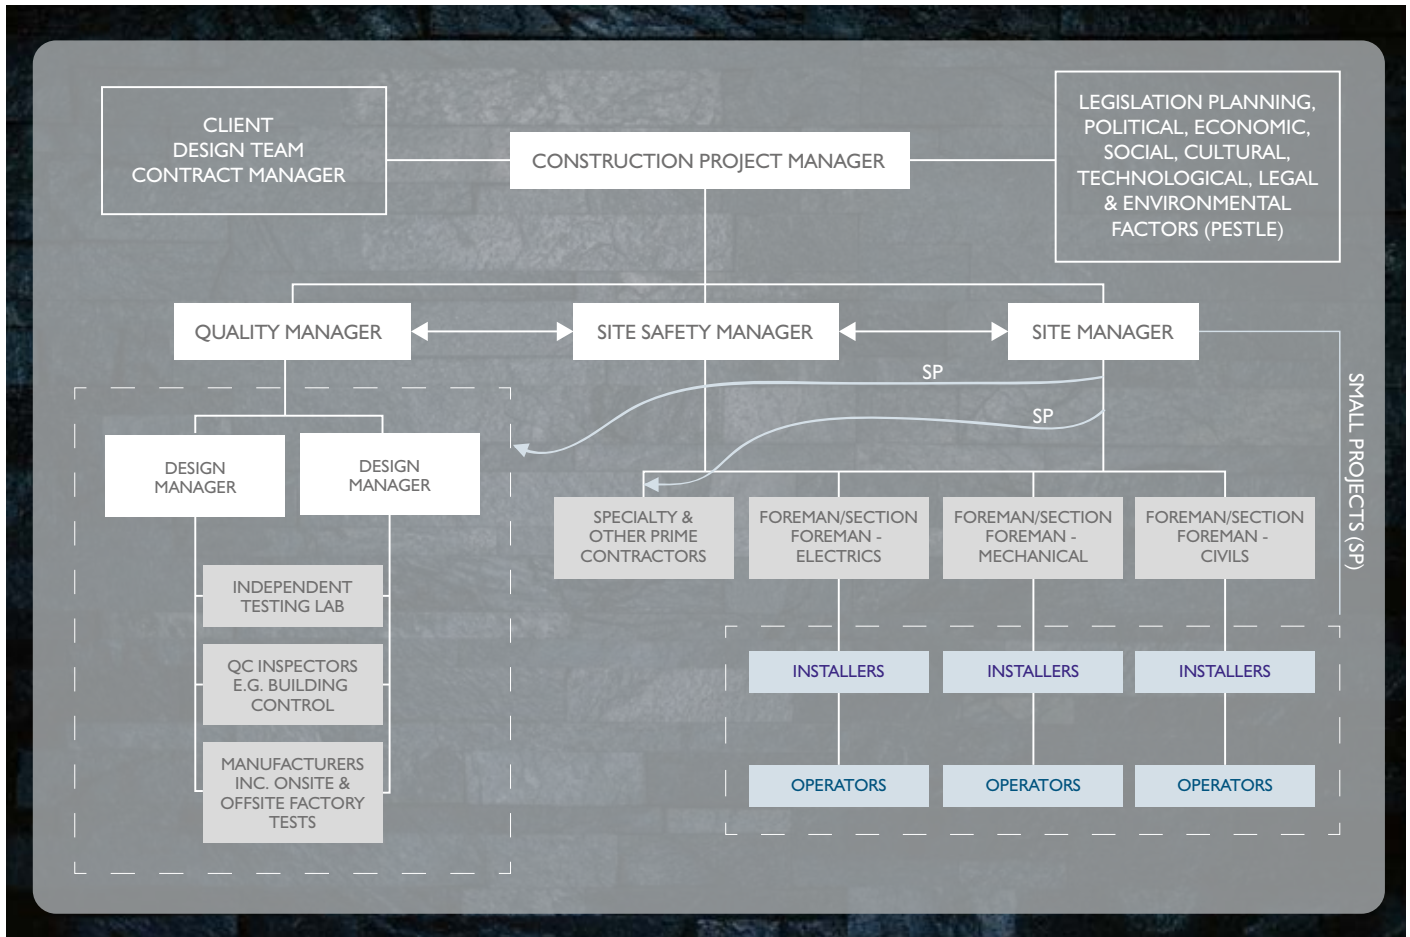 CLIENT
DESIGN TEAM
CONTRACT MANAGER
CONSTRUCTION PROJECT MANAGER
LEGISLATION PLANNING,
POLITICAL, ECONOMIC,
SOCIAL, CULTURAL,
TECHNOLOGICAL, LEGAL
& ENVIRONMENTAL
FACTORS (PESTLE)
QUALITY MANAGER
SITE SAFETY MANAGER
SITE MANAGER
SP
SP
SMALL PROJECTS (SP)
DESIGN
MANAGER
DESIGN
MANAGER
INDEPENDENT
TESTING LAB
QC INSPECTORS
E.G. BUILDING
CONTROL
MANUFACTURERS
INC. ONSITE &
OFFSITE FACTORY
TESTS
SPECIALTY &
OTHER PRIME
CONTRACTORS
FOREMAN/SECTION
FOREMAN -
ELECTRICS
FOREMAN/SECTION
FOREMAN -
MECHANICAL
FOREMAN/SECTION
FOREMAN -
CIVILS
INSTALLERS
INSTALLERS
INSTALLERS
OPERATORS
OPERATORS
OPERATORS